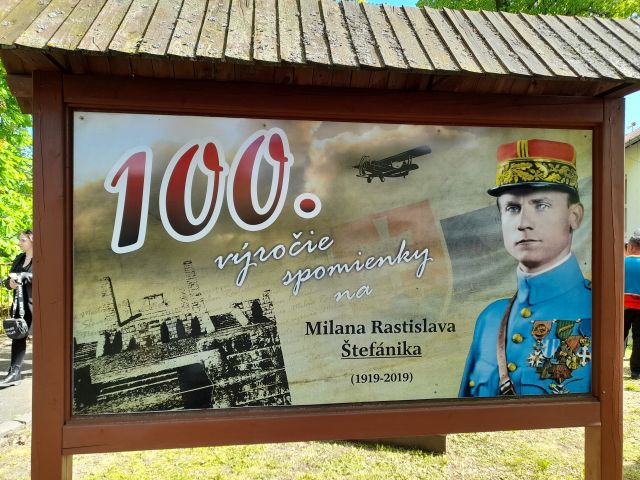 100.
výročie
spomienky
na
Milana Rastislava
Štefánika
(1919-2019)